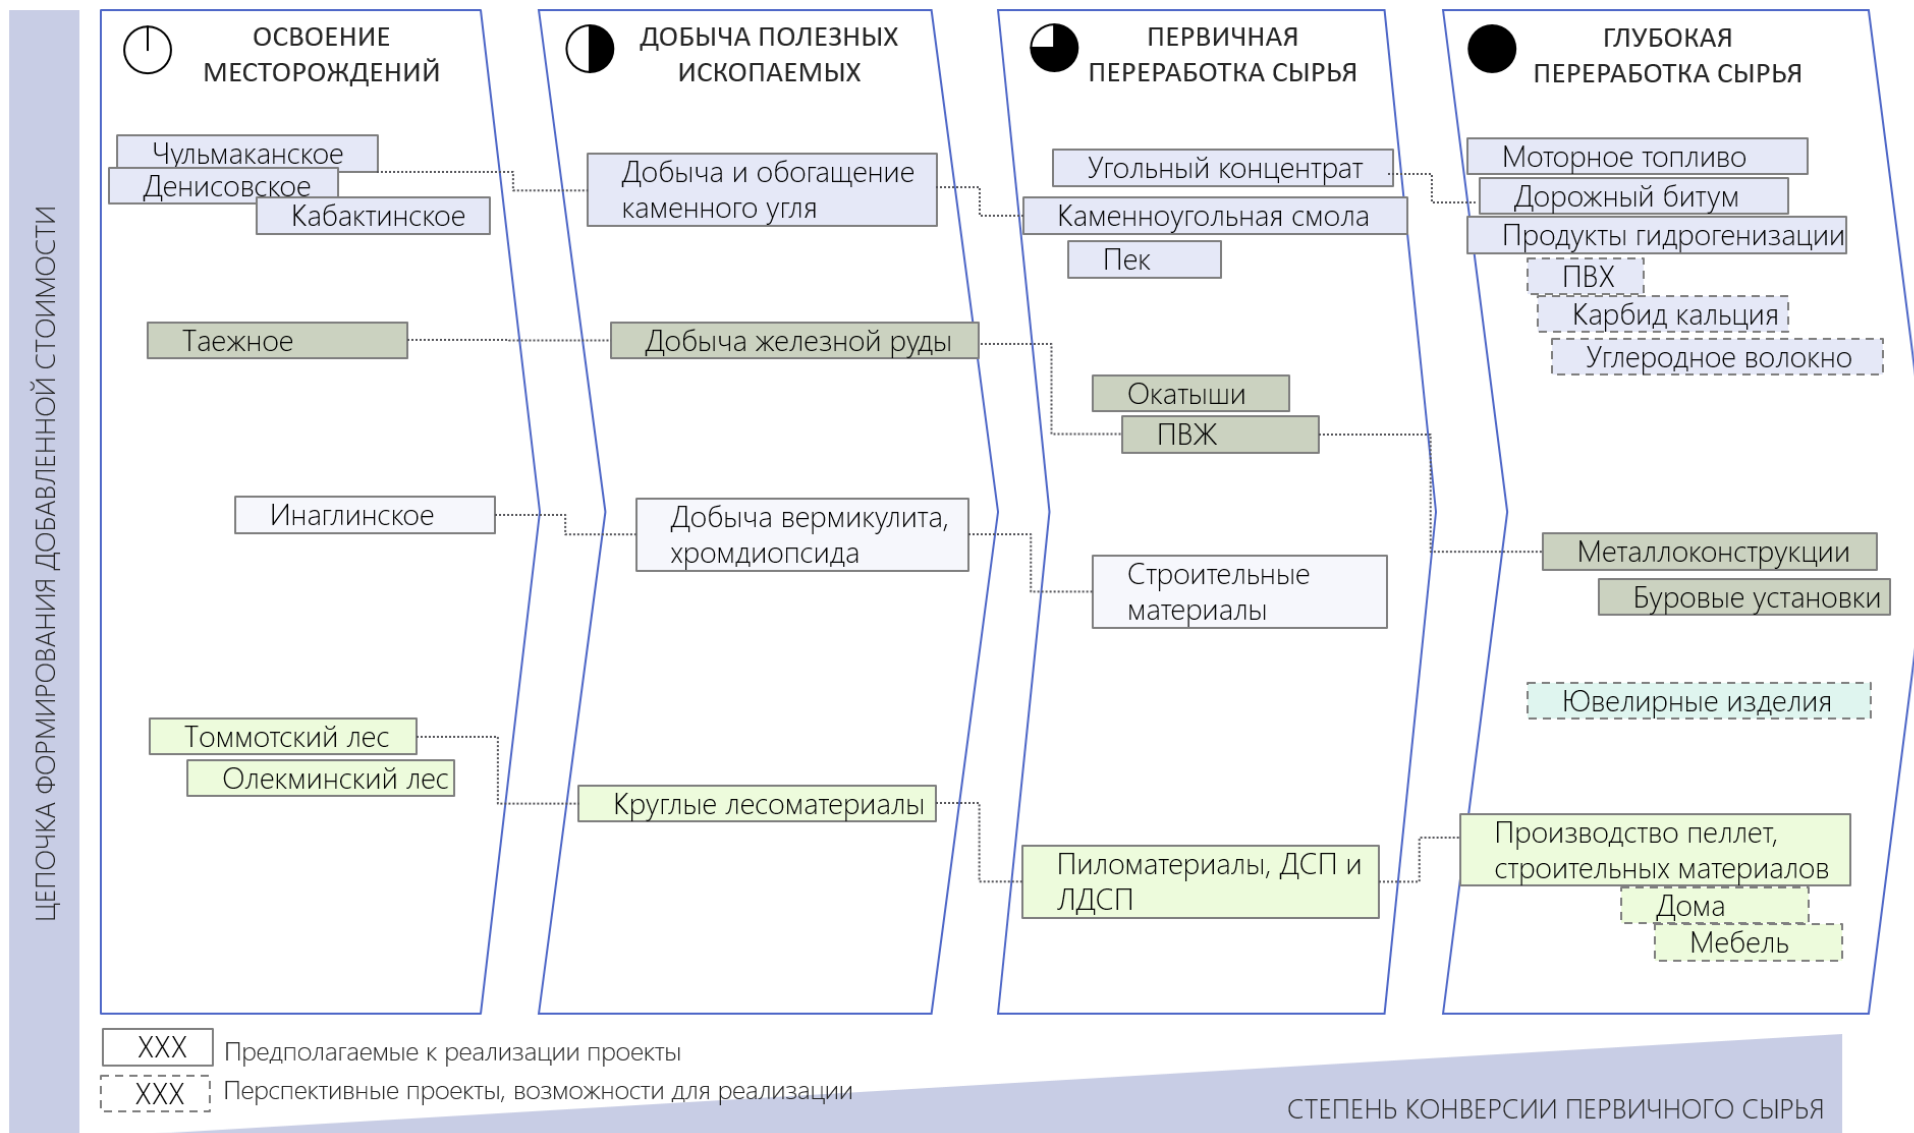 ЦЕПОЧКА ФОРМИРОВАНИЯ ДОБАВЛЕННОЙ СТОИМОСТИ
ОСВОЕНИЕ
МЕСТОРОЖДЕНИЙ
Чульмаканское
Денисовское
Кабактинское
Таежное
Инаглинское
Томмотский лес
Олекминский лес
ДОБЫЧА ПОЛЕЗНЫХ
ИСКОПАЕМЫХ
Добыча и обогащение
каменного угля
Добыча железной руды
Добыча вермикулита,
хромдиопсида
Круглые лесоматериалы
ПЕРВИЧНАЯ
ПЕРЕРАБОТКА СЫРЬЯ
Угольный концентрат
Каменноугольная смола
Пек
Окатыши
ПВЖ
Строительные
материалы
Пиломатериалы, ДСП и
ЛДСП
ГЛУБОКАЯ
ПЕРЕРАБОТКА СЫРЬЯ
Моторное топливо
Дорожный битум
Продукты гидрогенизации
ПВХ
Карбид кальция
Углеродное волокно
Металлоконструкции
Буровые установки
Ювелирные изделия
Производство пеллет,
строительных материалов
Дома
Мебель
XXX Предполагаемые к реализации проекты
XXX Перспективные проекты, возможности для реализации
СТЕПЕНЬ КОНВЕРСИИ ПЕРВИЧНОГО СЫРЬЯ